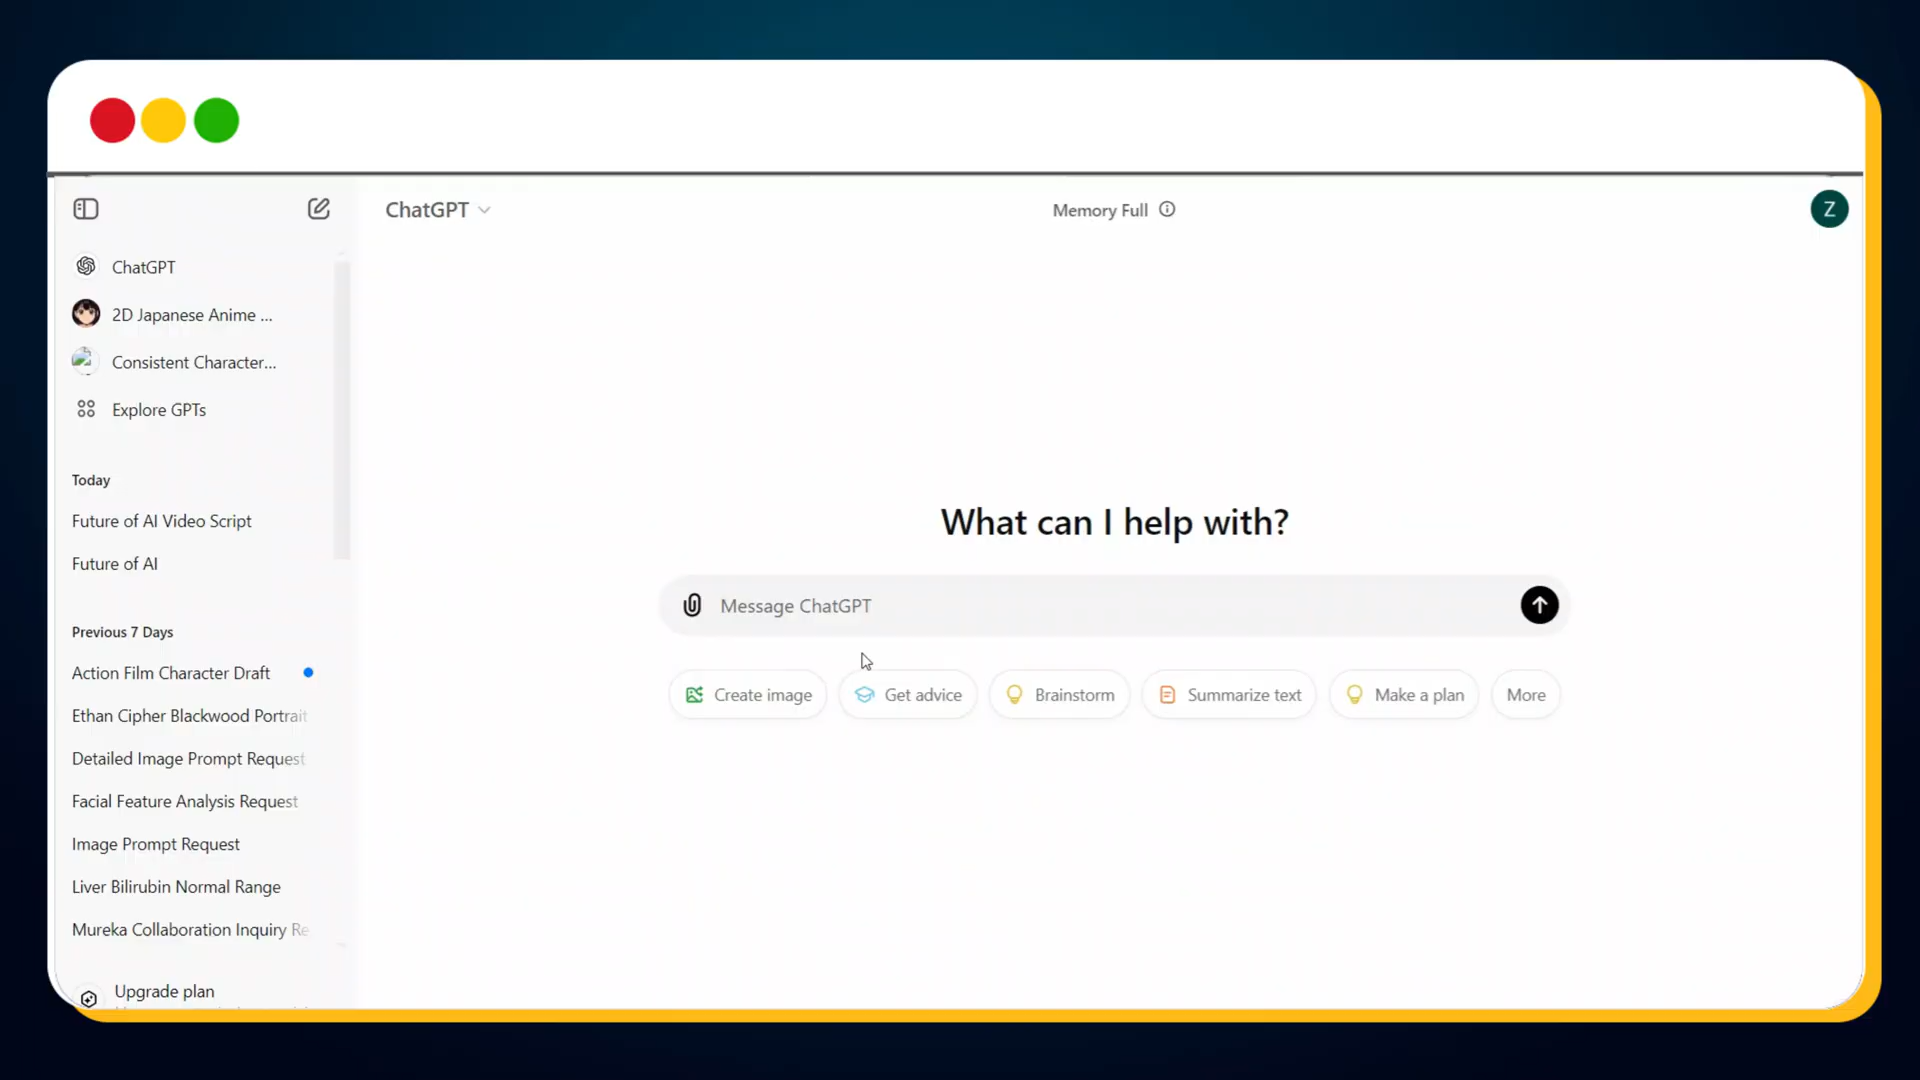 ChatGPT
Memory Full
Z
ChatGPT
2D Japanese Anime ...
Consistent Character...
Explore GPTs
Today
Future of AI Video Script
Future of AI
Previous 7 Days
Action Film Character Draft
Ethan Cipher Blackwood Portrait
Detailed Image Prompt Request
Facial Feature Analysis Request
Image Prompt Request
Liver Bilirubin Normal Range
Mureka Collaboration Inquiry Re
Upgrade plan
What can I help with?
Message ChatGPT
Create image
Get advice
Brainstorm
Summarize text
Make a plan
More